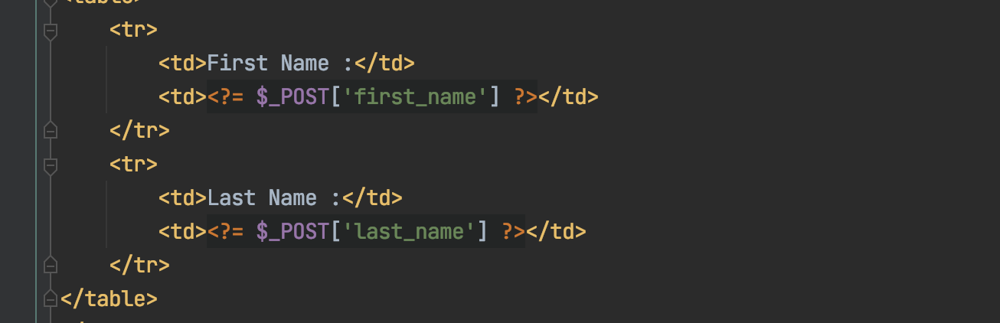 <table>
<tr>
<td>First Name :</td>
<td><?= $_POST['first_name'] ?></td>
</tr>
<tr>
<td>Last Name :</td>
<td><?= $_POST['last_name'] ?></td>
</tr>
</table>